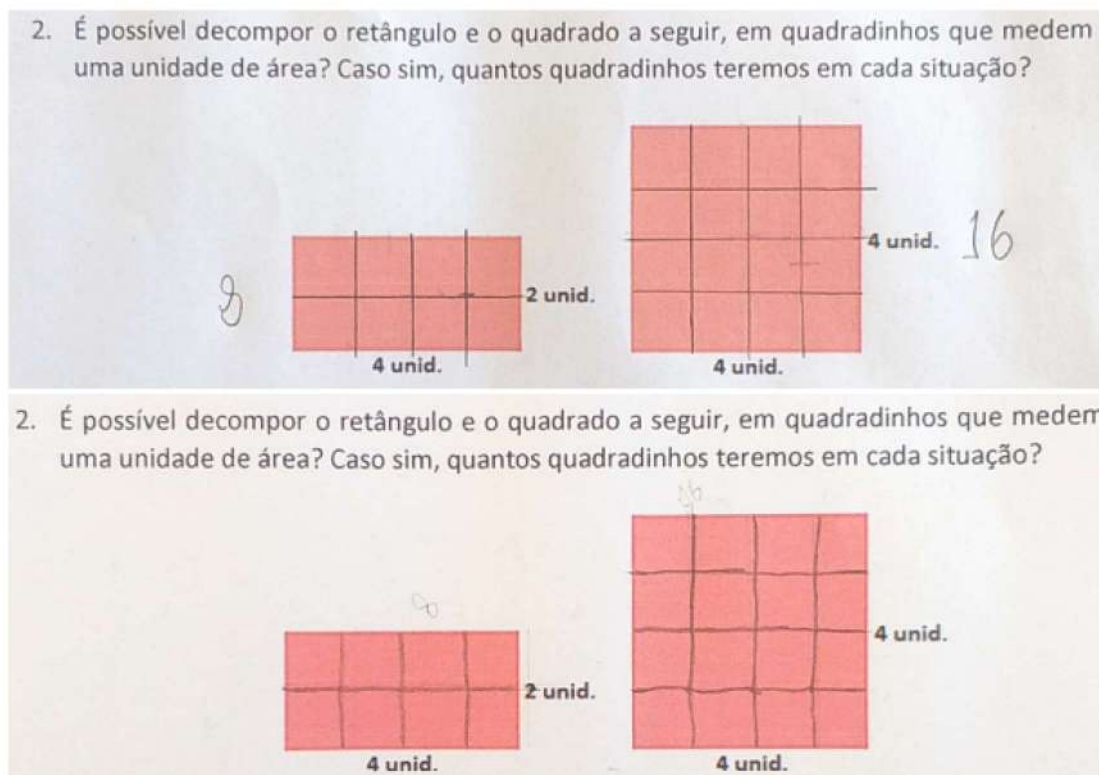 2. É possível decompor o retângulo e o quadrado a seguir, em quadradinhos que medem
uma unidade de área? Caso sim, quantos quadradinhos teremos em cada situação?
8
2 unid.
4 unid.
4 unid.
16
4 unid.
2. É possível decompor o retângulo e o quadrado a seguir, em quadradinhos que medem
uma unidade de área? Caso sim, quantos quadradinhos teremos em cada situação?
8
2 unid.
4 unid.
16
4 unid.
4 unid.